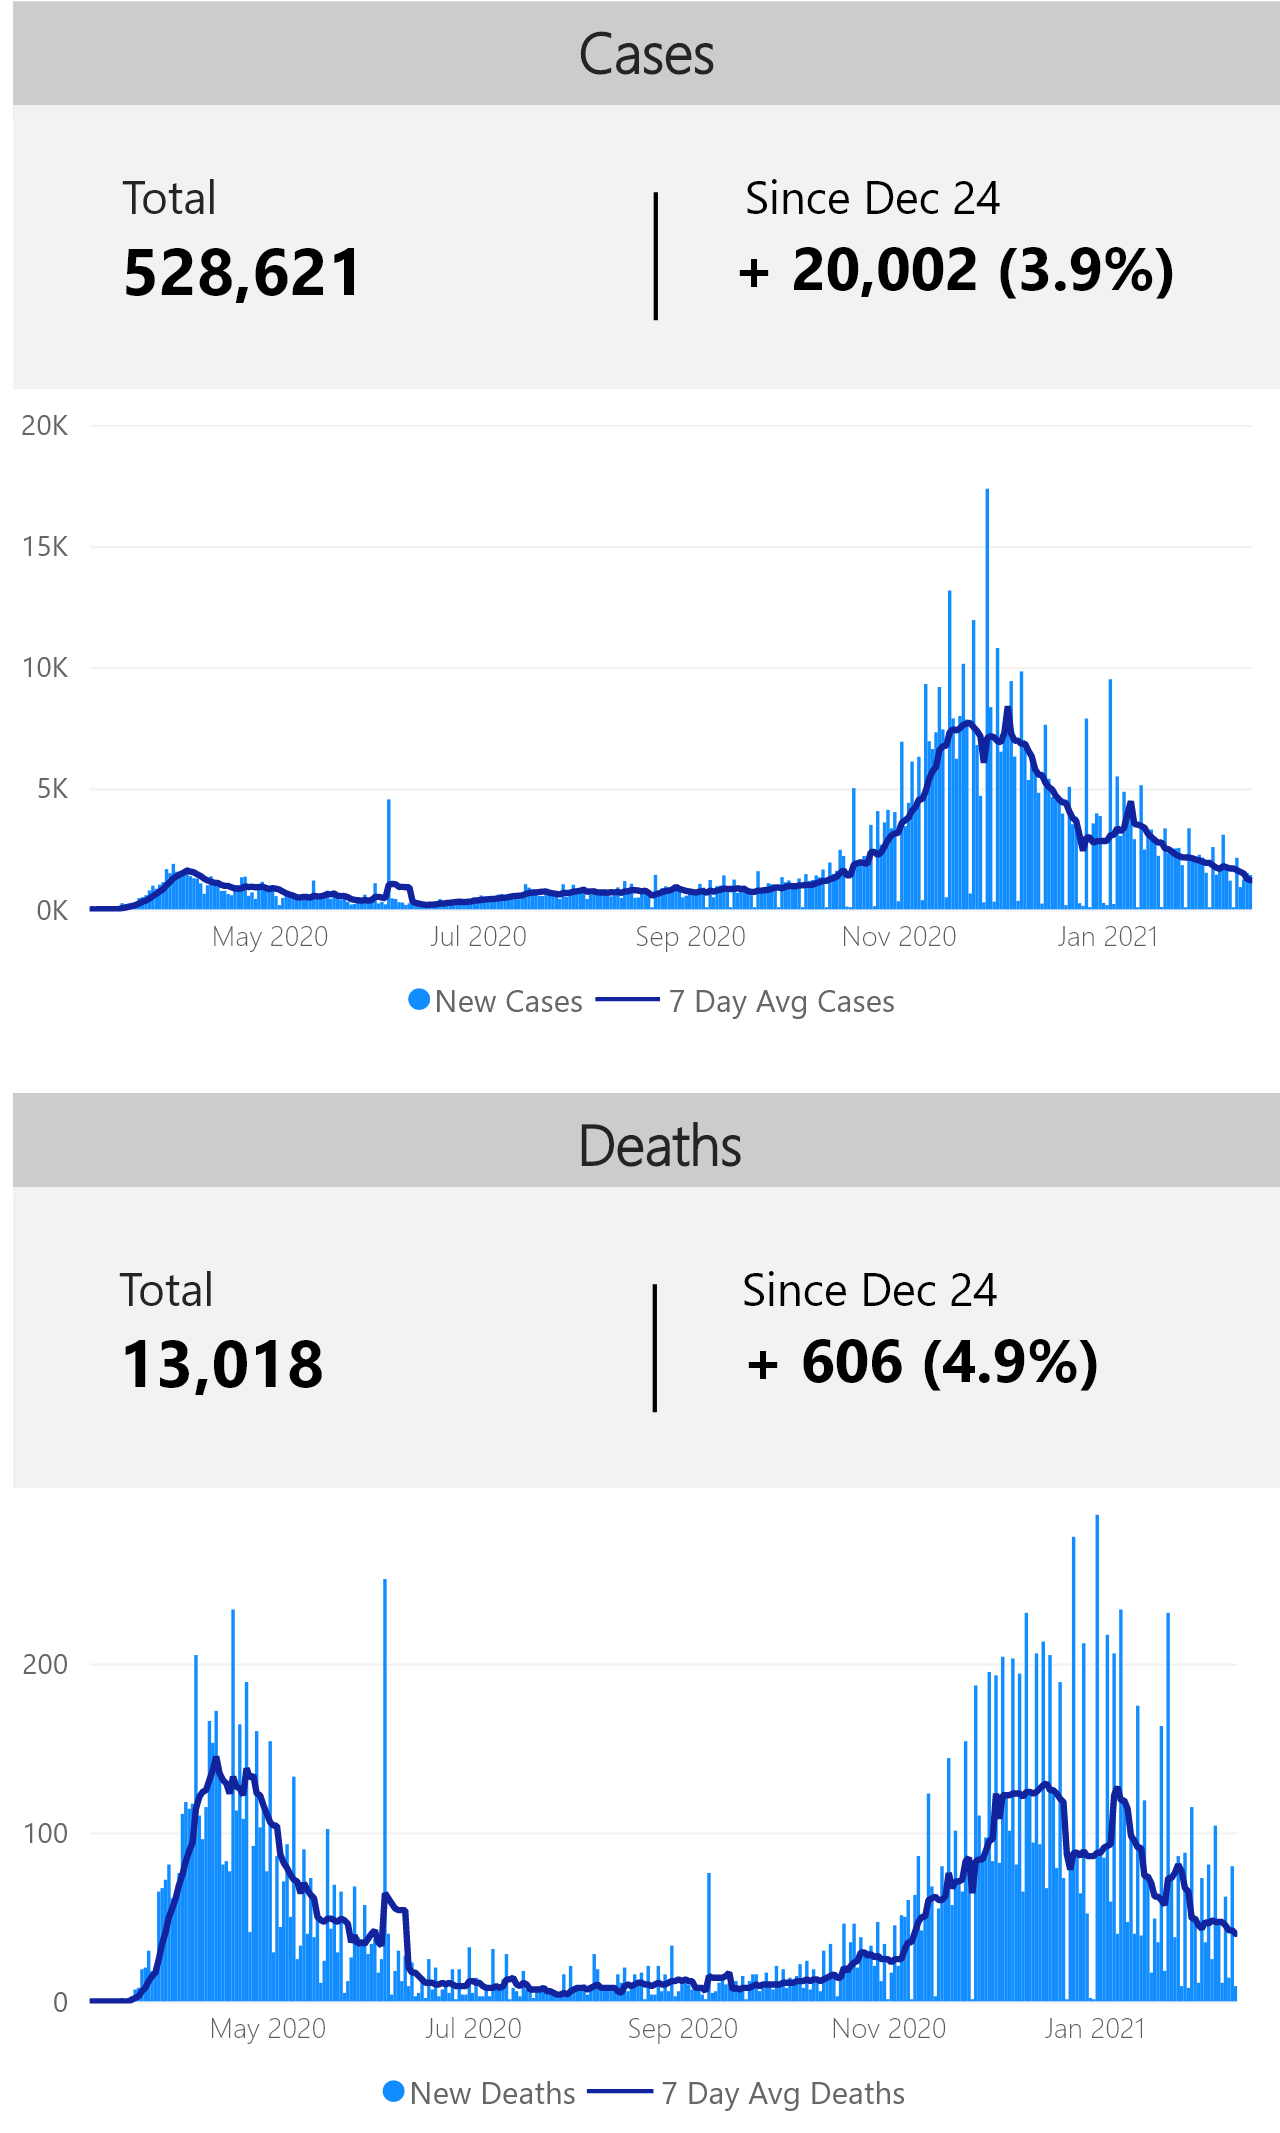 Cases
Total
Since Dec 24
528,621
+ 20,002 (3.9%)
20K
15K
10K
5K
0K
May 2020
Jul 2020
Sep 2020
Nov 2020
Jan 2021
New Cases
7 Day Avg Cases
Deaths
Total
Since Dec 24
13,018
+ 606 (4.9%)
200
100
0
May 2020
Jul 2020
Sep 2020
Nov 2020
Jan 2021
New Deaths
7 Day Avg Deaths